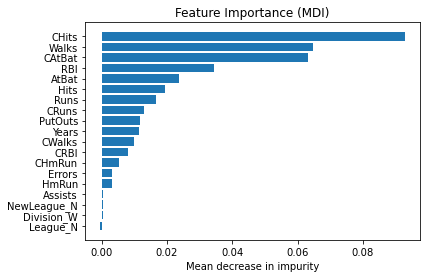 Feature Importance (MDI)
CHits
Walks
CAtBat
RBI
AtBat
Hits
Runs
CRuns
PutOuts
Years
CWalks
CRBI
CHmRun
Errors
HmRun
Assists
NewLeague_N
Division_W
League_N
0.00 0.02 0.04 0.06 0.08
Mean decrease in impurity